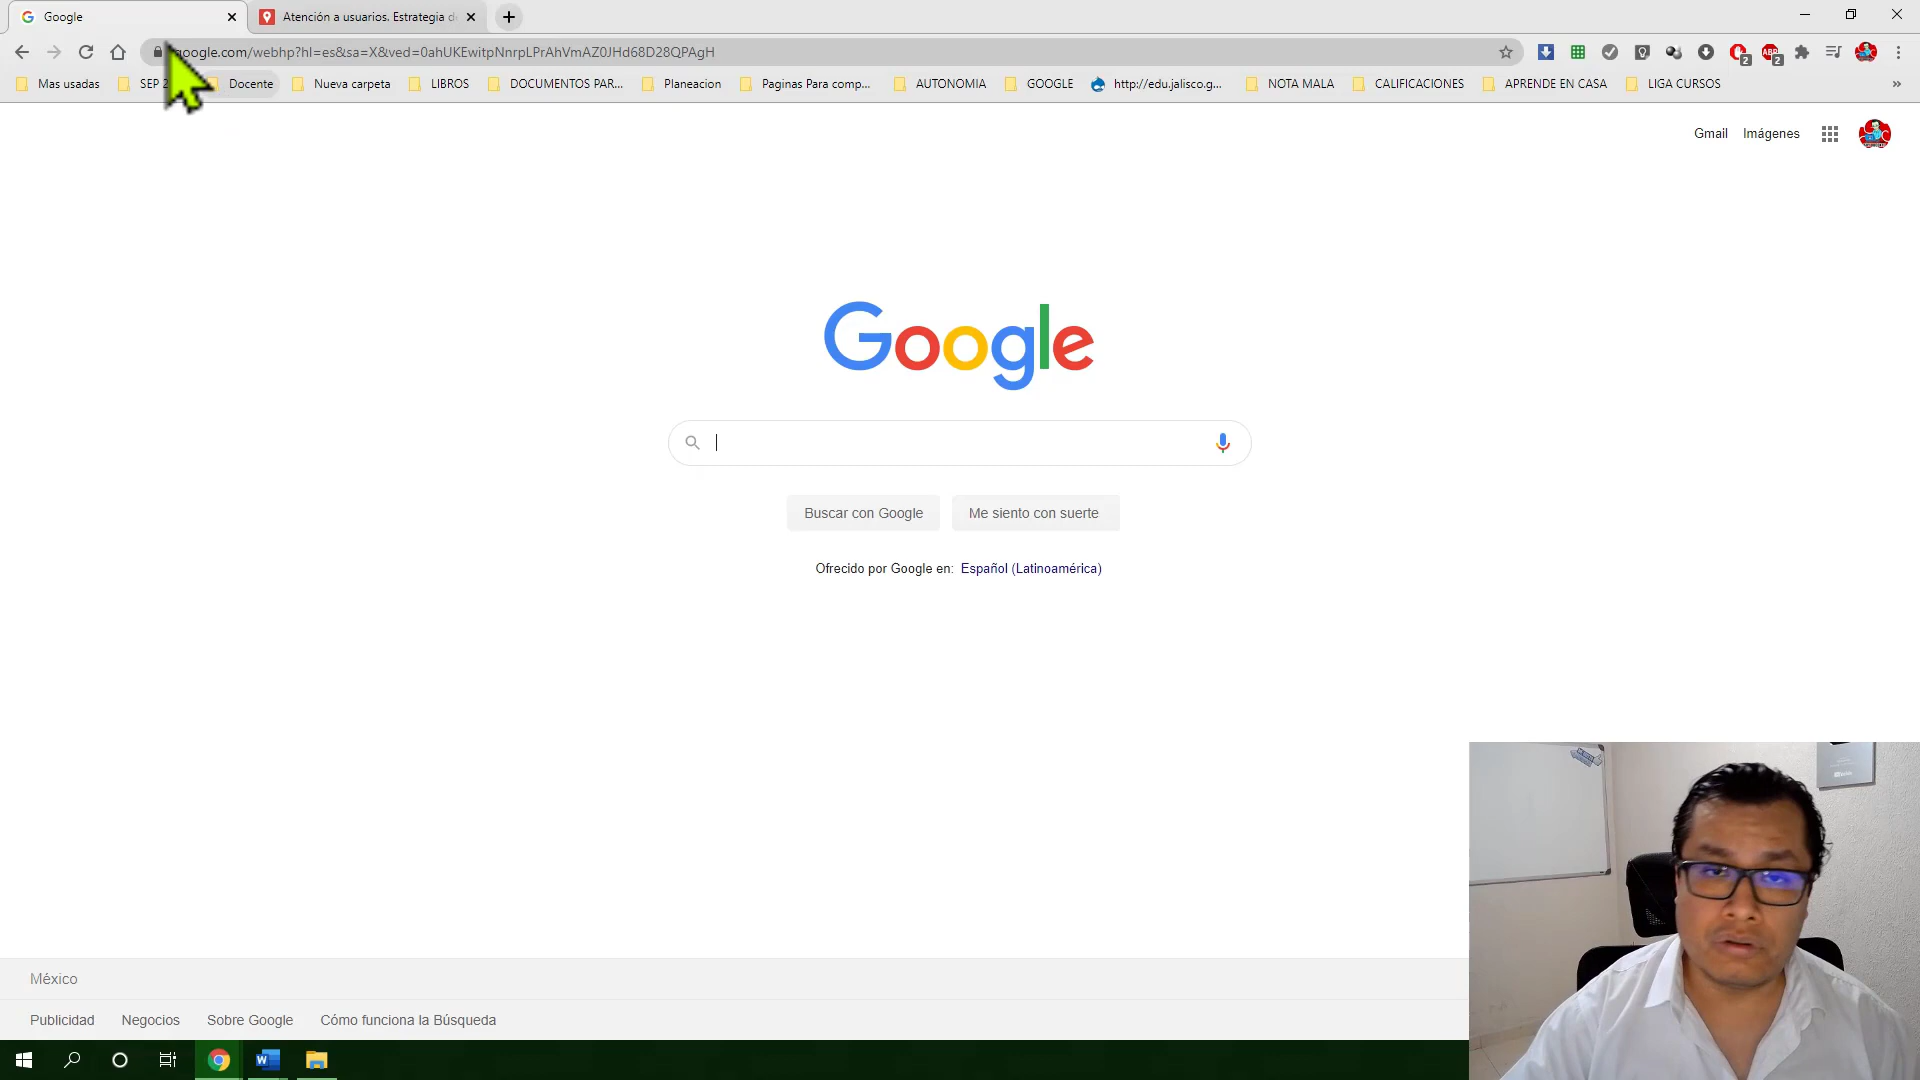 Google
Atención a usuarios. Estrategia d
google.com/webhp?hl=es&sa=X&ved=0ahUKEwitpNnrpLPrAhVmAZ0JHd68D28QPAgH
2
2
Mas usadas
SEP 2
Docente
Nueva carpeta
LIBROS
DOCUMENTOS PAR...
Planeacion
Paginas Para comp...
AUTONOMIA
GOOGLE
http://edu.jalisco.g...
NOTA MALA
CALIFICACIONES
APRENDE EN CASA
LIGA CURSOS
Gmail
Imágenes
Google
Buscar con Google
Me siento con suerte
Ofrecido por Google en: Español (Latinoamérica)
México
Publicidad
Negocios
Sobre Google
Cómo funciona la Búsqueda